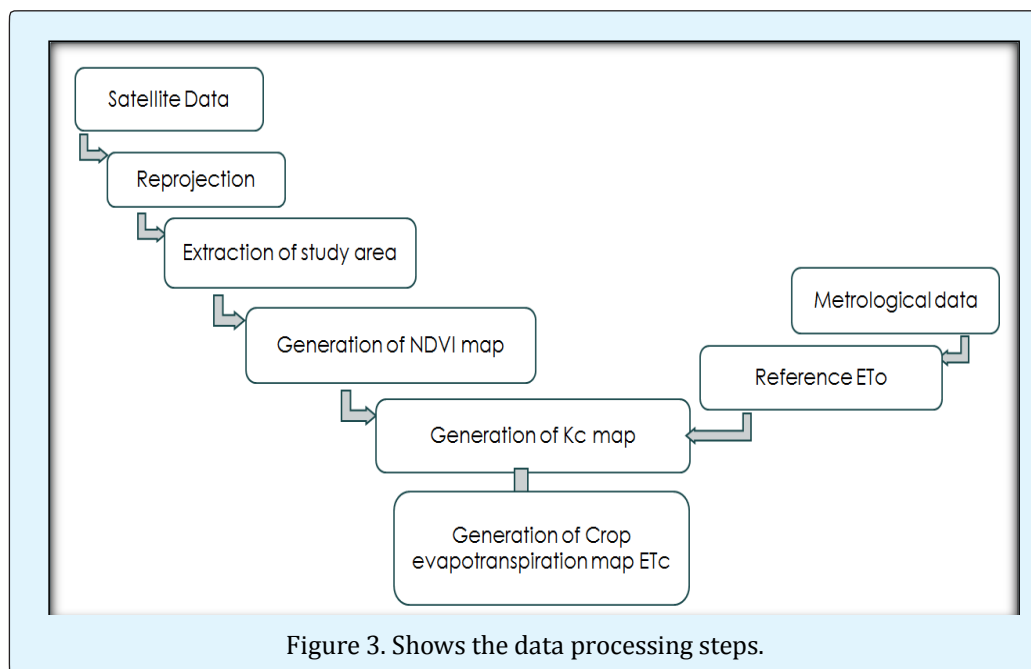 Satellite Data
Reprojection
Extraction of study area
Metrological data
Generation of NDVI map
Reference ETo
Generation of Kc map
Generation of Crop
evapotranspiration map ETc
Figure 3. Shows the data processing steps.